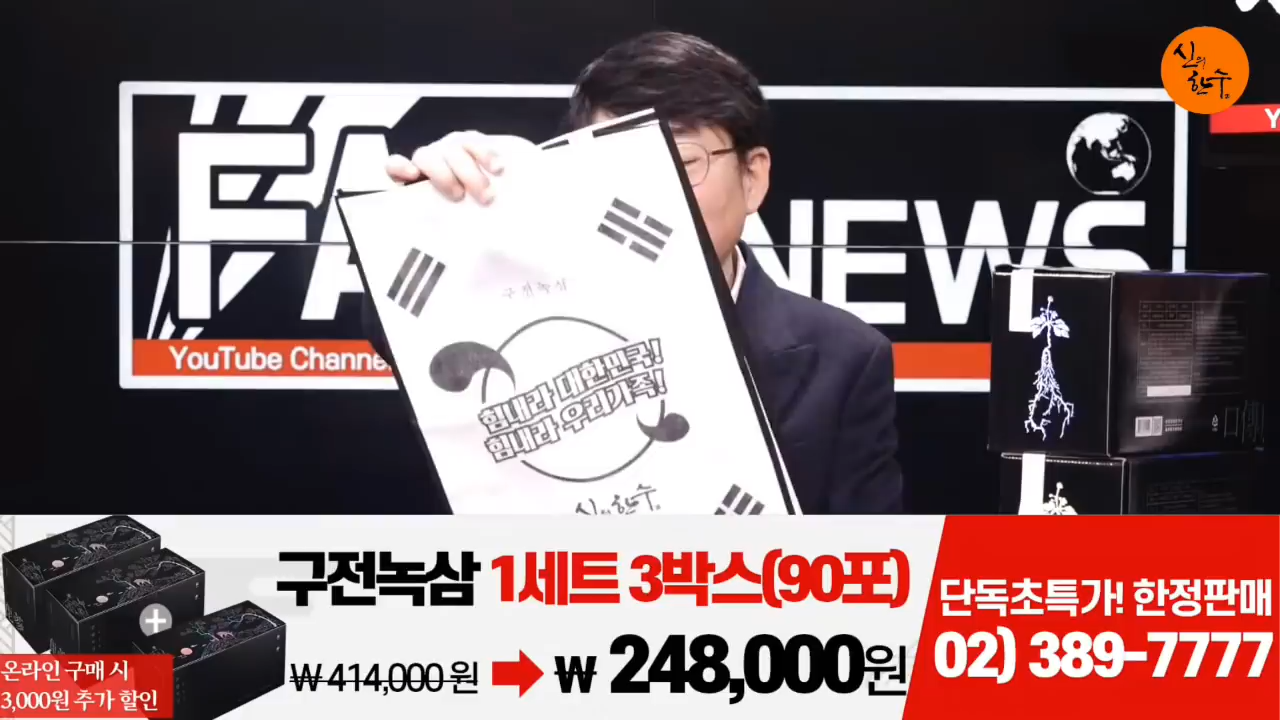 신의
한수
FA NEWS
Y
YouTube Channe
구전녹삼
힘내라 대한민국!
힘내라 우리가족!
신의한수
구전녹삼 1세트 3박스(90포)
₩ 414,000 원 ₩ 248,000원
단독초특가! 한정판매
02) 389-7777
온라인 구매 시
3,000원 추가 할인